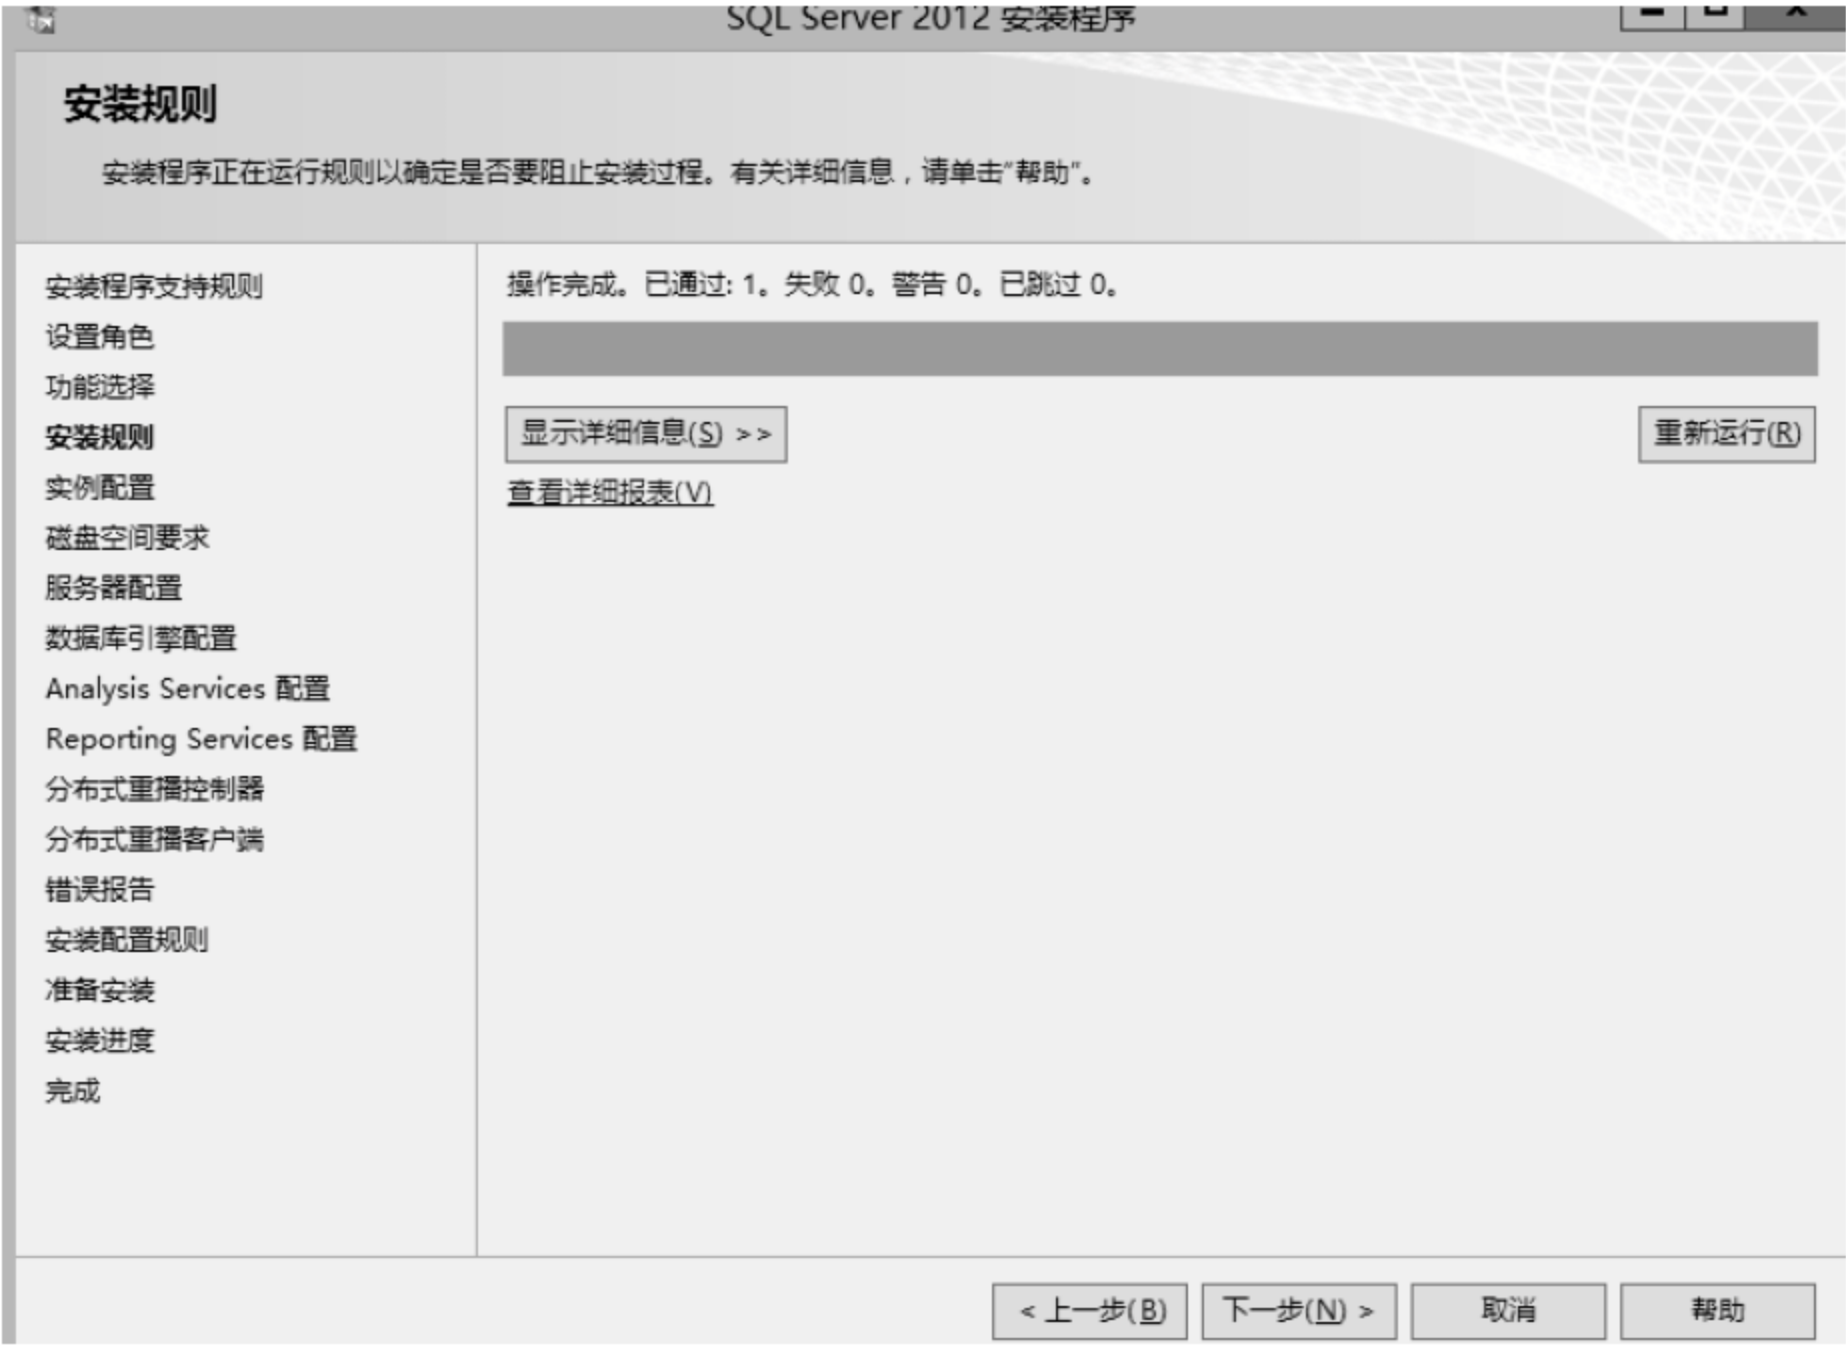 SQL Server 2012 安装程序
安装规则
安装程序正在运行规则以确定是否要阻止安装过程。有关详细信息，请单击"帮助"。
安装程序支持规则
设置角色
功能选择
安装规则
实例配置
磁盘空间要求
服务器配置
数据库引擎配置
Analysis Services 配置
Reporting Services 配置
分布式重播控制器
分布式重播客户端
错误报告
安装配置规则
准备安装
安装进度
完成
操作完成。已通过: 1。失败 0。警告 0。已跳过 0。
显示详细信息(S) >>
重新运行(R)
查看详细报表(V)
< 上一步(B)
下一步(N) >
取消
帮助